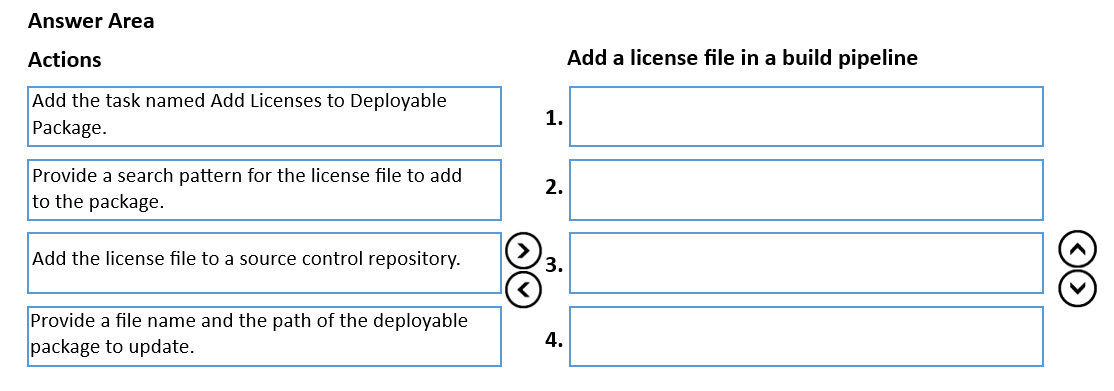 Answer Area
Actions
Add a license file in a build pipeline
Add the task named Add Licenses to Deployable
Package.
1.
Provide a search pattern for the license file to add
to the package.
2.
Add the license file to a source control repository.
3.
Provide a file name and the path of the deployable
package to update.
4.